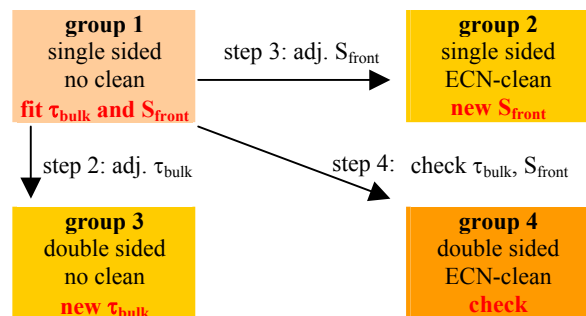 group 1
single sided
no clean
fit τbulk and Sfront
step 3: adj. Sfront
group 2
single sided
ECN-clean
new Sfront
step 2: adj. τbulk
step 4: check τbulk, Sfront
group 3
double sided
no clean
new τbulk
group 4
double sided
ECN-clean
check